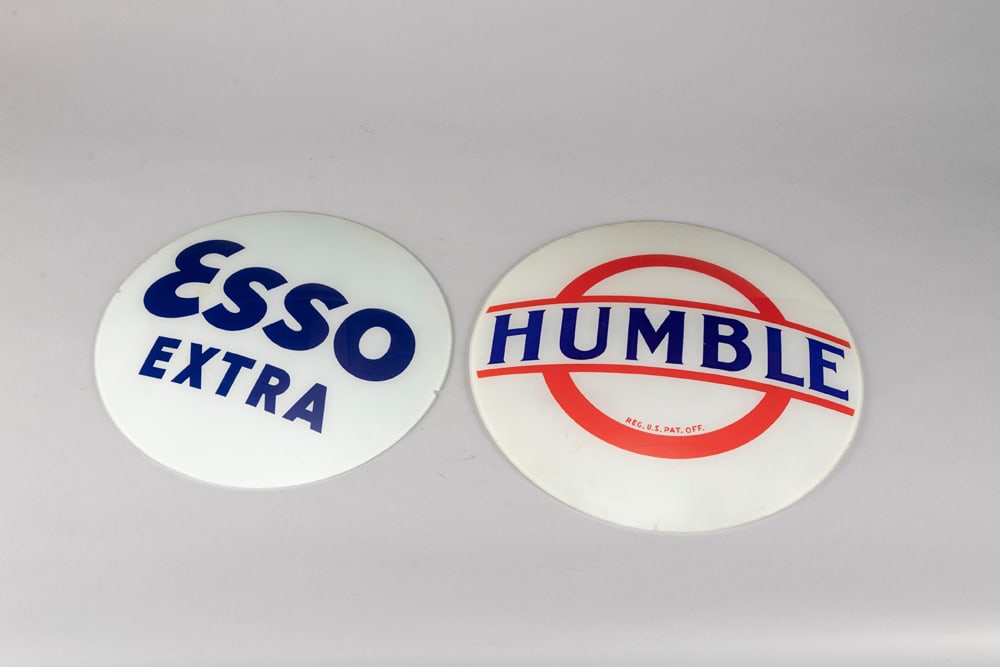 Esso
EXTRA
HUMBLE
REG. U.S. PAT. OFF.